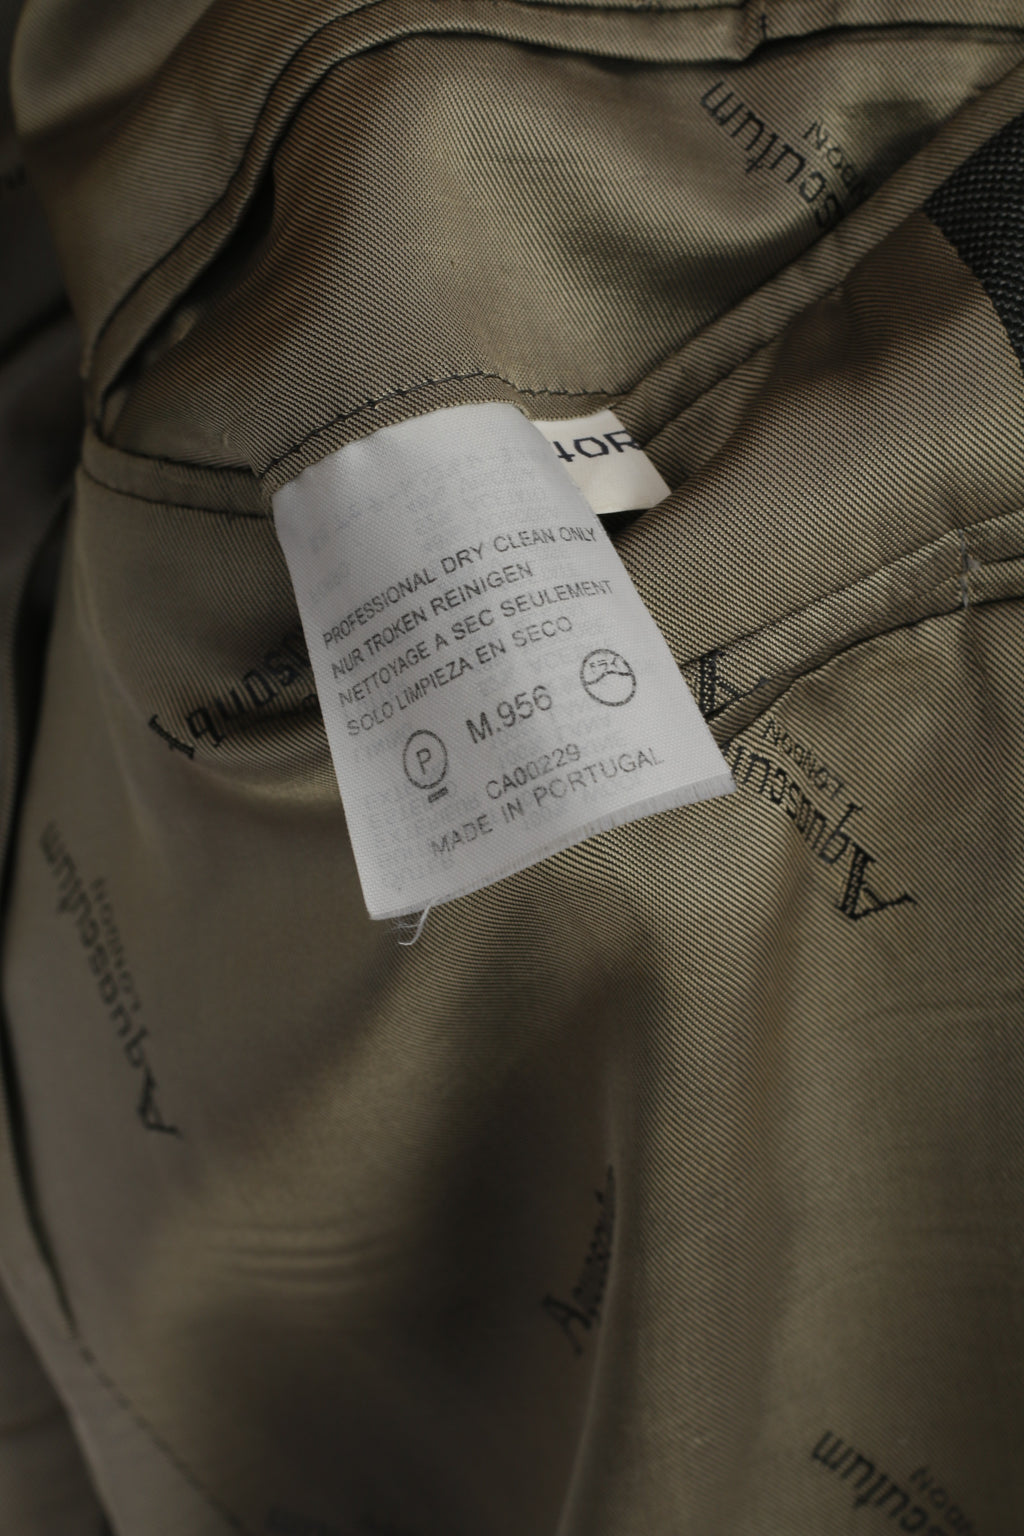 40R
PROFESSIONAL DRY CLEAN ONLY
NUR TROKEN REINIGEN
NETTOYAGE A SEC SEULEMENT
SOLO LIMPIEZA EN SECO
P
M.956
CA00229
MADE IN PORTUGAL
Aquascutum
LONDON